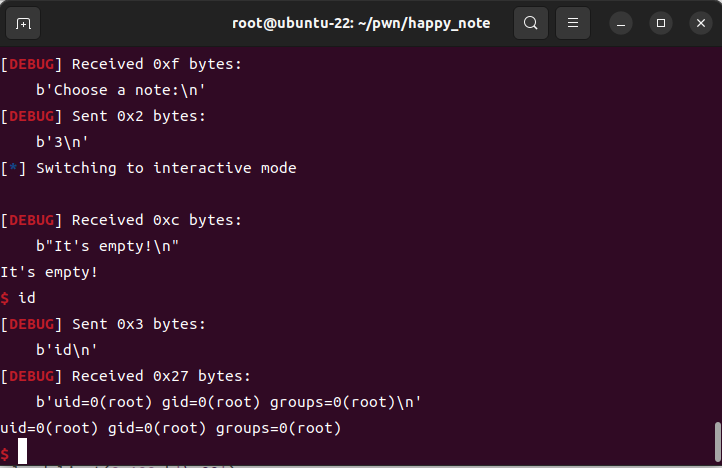 root@ubuntu-22: ~/pwn/happy_note
[DEBUG] Received 0xf bytes:
    b'Choose a note:\n'
[DEBUG] Sent 0x2 bytes:
    b'3\n'
[*] Switching to interactive mode
[DEBUG] Received 0xc bytes:
    b"It's empty!\n"
It's empty!
$ id
[DEBUG] Sent 0x3 bytes:
    b'id\n'
[DEBUG] Received 0x27 bytes:
    b'uid=0(root) gid=0(root) groups=0(root)\n'
uid=0(root) gid=0(root) groups=0(root)
$